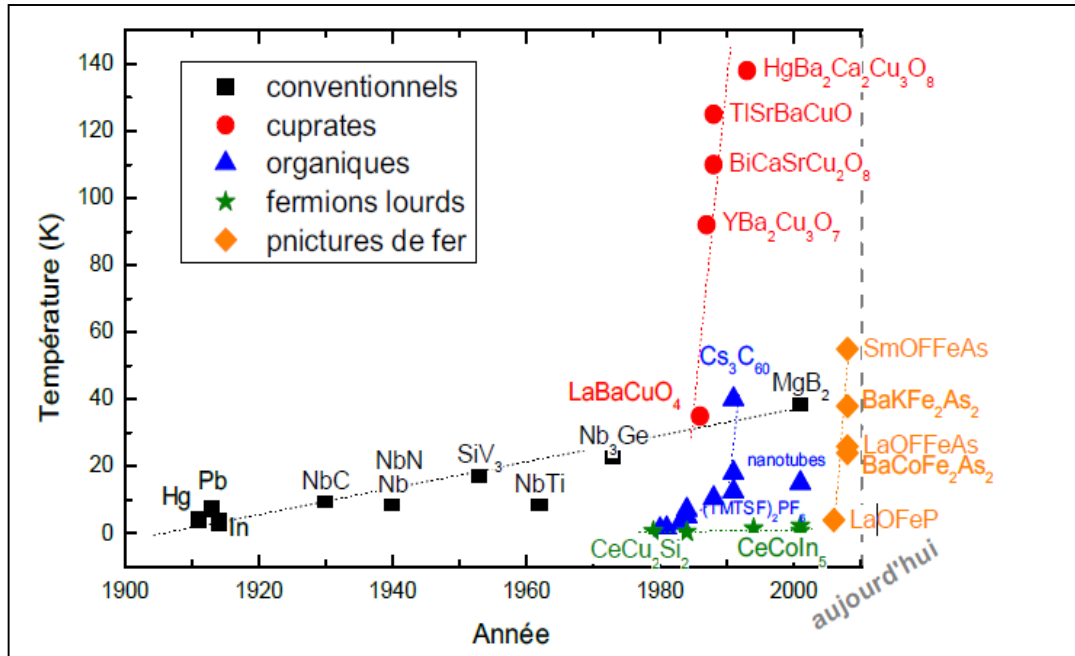 Température (K)
140
120
100
80
60
40
20
0
conventionnels
cuprates
organiques
fermions lourds
pnictures de fer
HgBa₂Ca₂Cu₃O₈
TlSrBaCuO
BiCaSrCu₂O₈
YBa₂Cu₃O₇
SmOFFeAs
Cs₃C₆₀
MgB₂
LaBaCuO₄
BaKFe₂As₂
Nb₃Ge
LaOFFeAs
BaCoFe₂As₂
SiV₃
NbN
NbC
Nb
NbTi
nanotubes
Pb
Hg
In
(TMTSF)₂PF₆
LaOFeP
CeCu₂Si₂
CeCoIn₅
1900
1920
1940
1960
1980
2000
aujourd'hui
Année